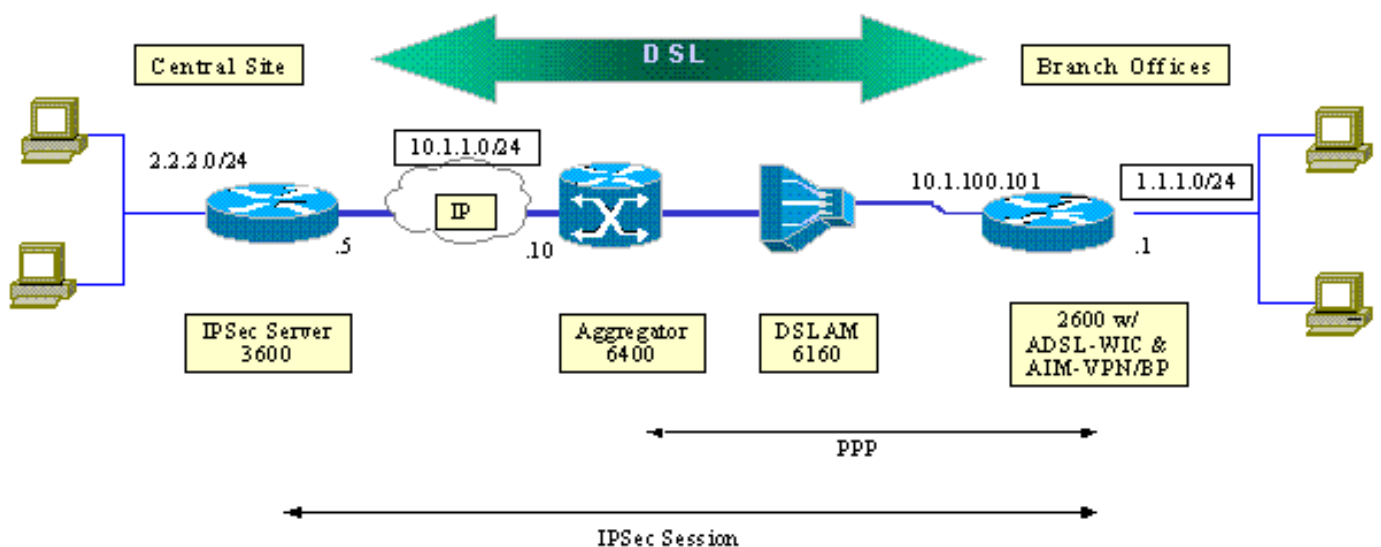 DSL
Central Site
Branch Offices
2.2.2.0/24
10.1.1.0/24
IP
10.1.100.101
1.1.1.0/24
.5
.10
.1
IPSec Server
3600
Aggregator
6400
DSLAM
6160
2600 w/
ADSL-WIC &
AIM-VPN/BP
PPP
IPSec Session